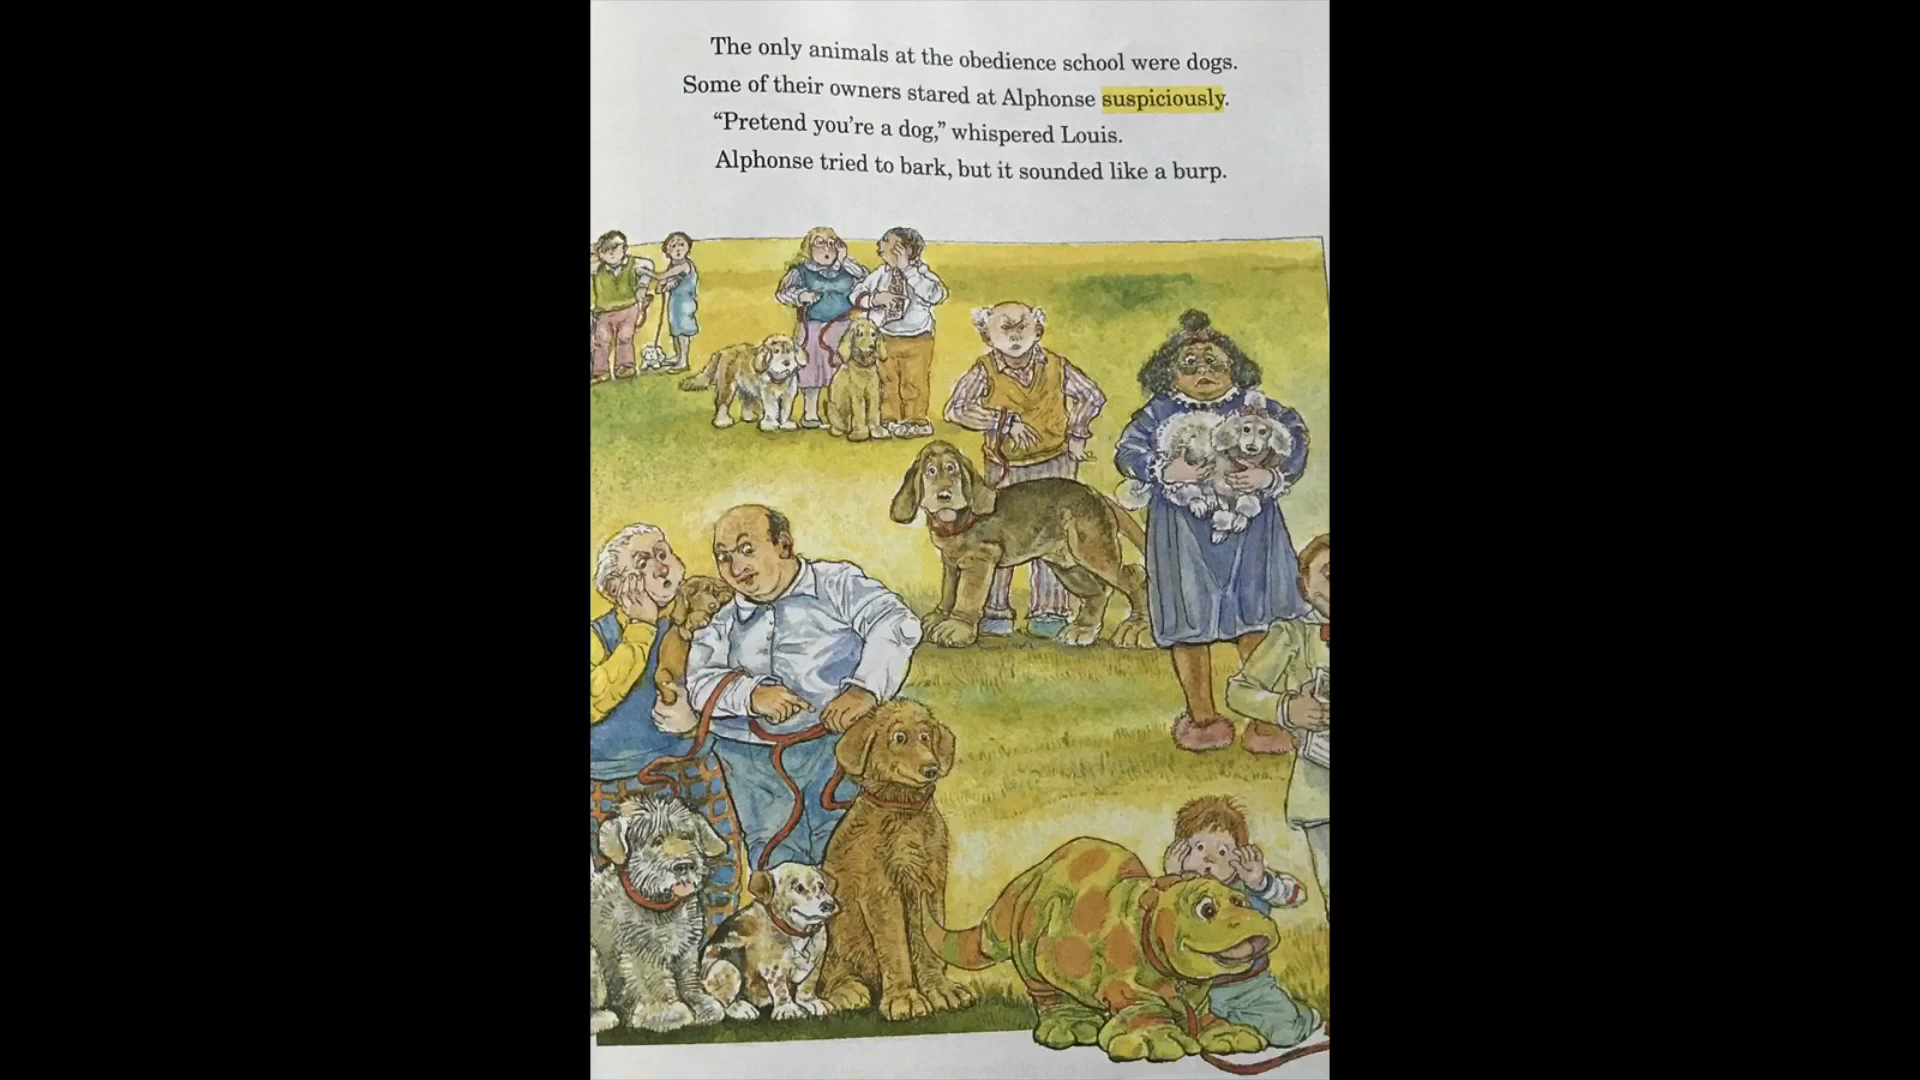 The only animals at the obedience school were dogs.
Some of their owners stared at Alphonse suspiciously.
“Pretend you’re a dog,” whispered Louis.
Alphonse tried to bark, but it sounded like a burp.